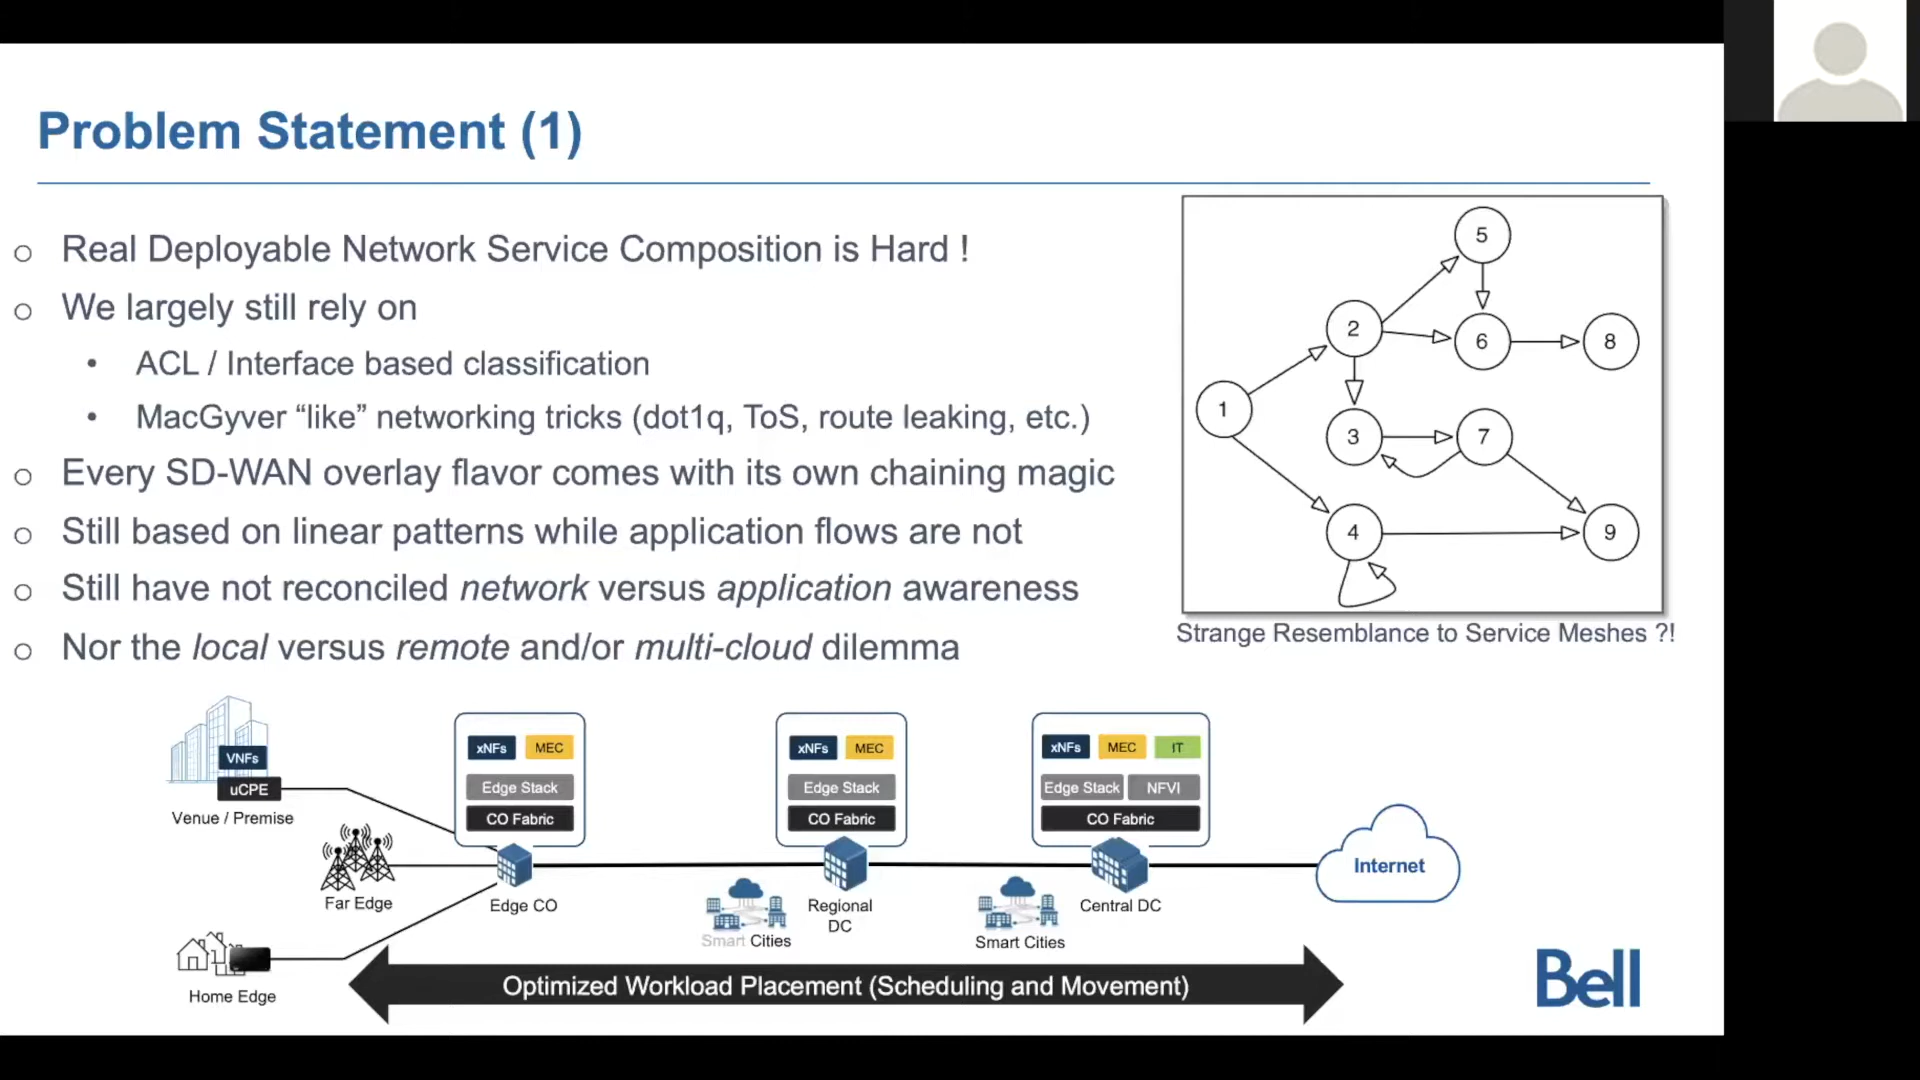 Problem Statement (1)
Real Deployable Network Service Composition is Hard !
We largely still rely on
ACL / Interface based classification
MacGyver “like” networking tricks (dot1q, ToS, route leaking, etc.)
Every SD-WAN overlay flavor comes with its own chaining magic
Still based on linear patterns while application flows are not
Still have not reconciled network versus application awareness
Nor the local versus remote and/or multi-cloud dilemma
5
2
6
8
1
3
7
4
9
Strange Resemblance to Service Meshes ?!
VNFs
uCPE
Venue / Premise
Far Edge
Home Edge
xNFs MEC
Edge Stack
CO Fabric
Edge CO
xNFs MEC
Edge Stack
CO Fabric
Regional
DC
Smart Cities
xNFs MEC IT
Edge Stack NFVI
CO Fabric
Central DC
Smart Cities
Internet
Optimized Workload Placement (Scheduling and Movement)
Bell